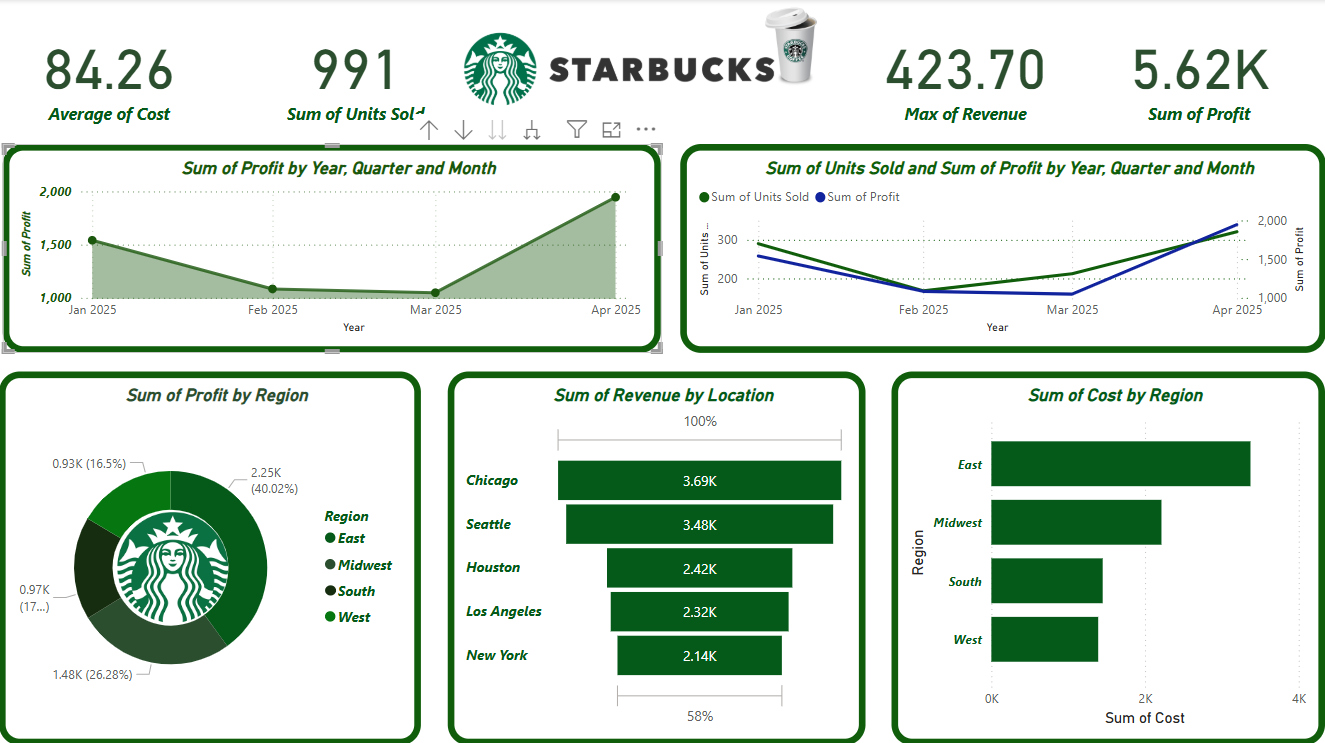 84.26
Average of Cost
991
Sum of Units Sold
STARBUCKS
423.70
Max of Revenue
5.62K
Sum of Profit
Sum of Profit by Year, Quarter and Month
Sum of Profit
2,000
1,500
1,000
Jan 2025 Feb 2025 Mar 2025 Apr 2025
Year
Sum of Units Sold and Sum of Profit by Year, Quarter and Month
Sum of Units Sold Sum of Profit
Sum of Units ...
300
200
2,000
1,500
1,000
Sum of Profit
Jan 2025 Feb 2025 Mar 2025 Apr 2025
Year
Sum of Profit by Region
0.93K (16.5%)
2.25K
(40.02%)
0.97K
(17...)
1.48K (26.28%)
Region
East
Midwest
South
West
Sum of Revenue by Location
100%
Chicago 3.69K
Seattle 3.48K
Houston 2.42K
Los Angeles 2.32K
New York 2.14K
58%
Sum of Cost by Region
Region
East
Midwest
South
West
0K 2K 4K
Sum of Cost